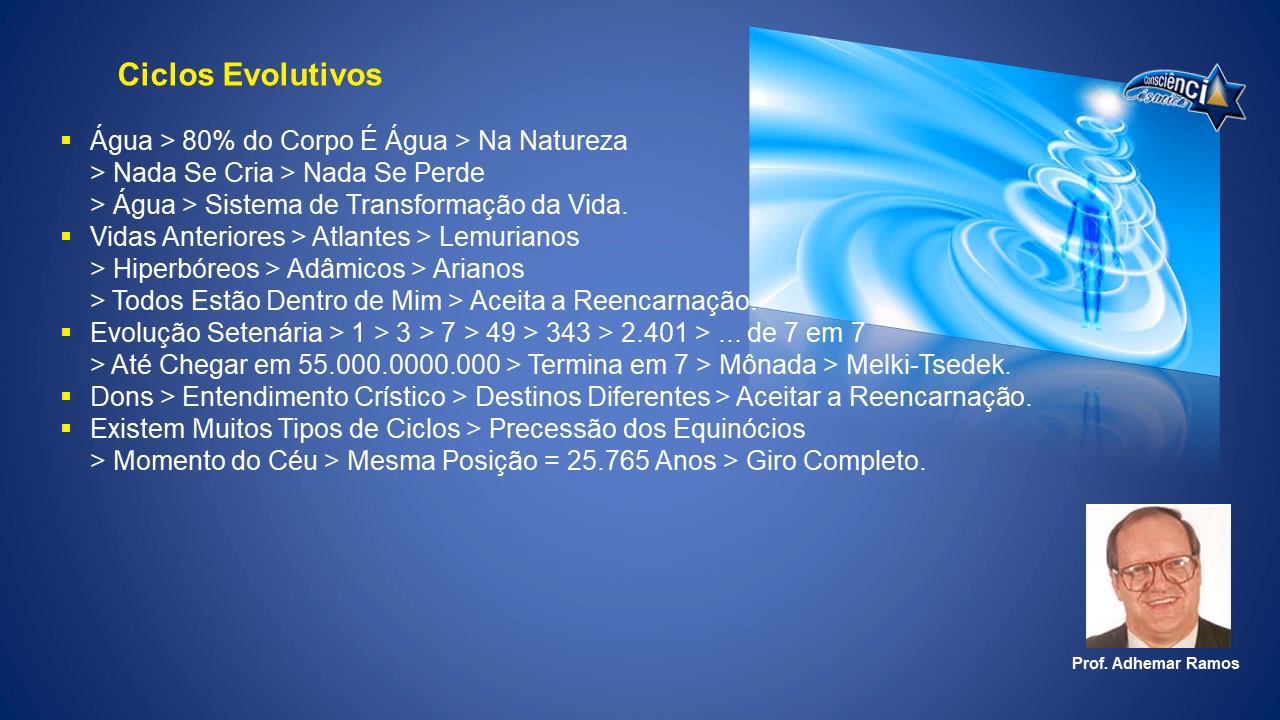 Ciclos Evolutivos
consciência
Cósmica
Água > 80% do Corpo É Água > Na Natureza
> Nada Se Cria > Nada Se Perde
> Água > Sistema de Transformação da Vida.
Vidas Anteriores > Atlantes > Lemurianos
> Hiperbóreos > Adâmicos > Arianos
> Todos Estão Dentro de Mim > Aceita a Reencarnação.
Evolução Setenária > 1 > 3 > 7 > 49 > 343 > 2.401 > ... de 7 em 7
> Até Chegar em 55.000.0000.000 > Termina em 7 > Mônada > Melki-Tsedek.
Dons > Entendimento Crístico > Destinos Diferentes > Aceitar a Reencarnação.
Existem Muitos Tipos de Ciclos > Precessão dos Equinócios
> Momento do Céu > Mesma Posição = 25.765 Anos > Giro Completo.
Prof. Adhemar Ramos